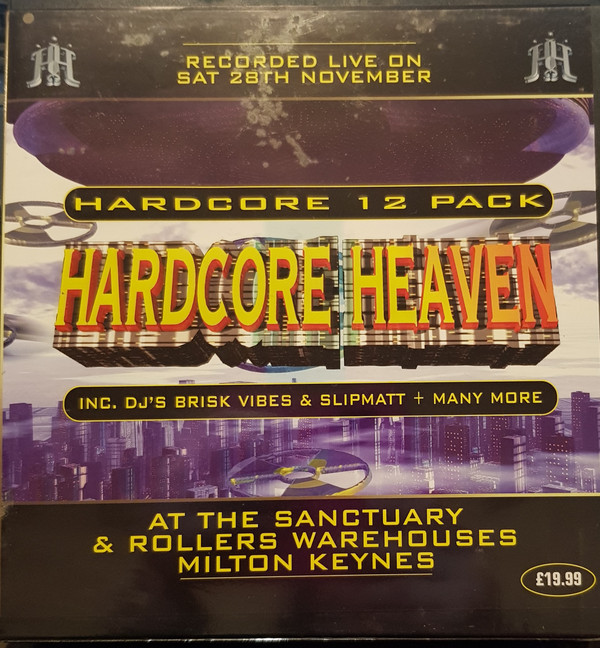 RECORDED LIVE ON
SAT 28TH NOVEMBER
HARDCORE 12 PACK
HARDCORE HEAVEN
INC. DJ'S BRISK VIBES & SLIPMATT + MANY MORE
AT THE SANCTUARY
& ROLLERS WAREHOUSES
MILTON KEYNES
£19.99